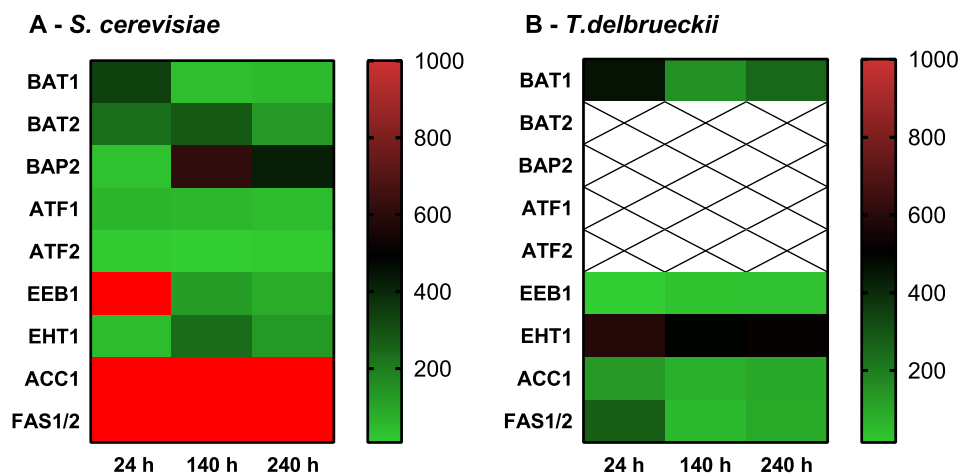 A - S. cerevisiae
BAT1
BAT2
BAP2
ATF1
ATF2
EEB1
EHT1
ACC1
FAS1/2
24 h 140 h 240 h
1000
800
600
400
200
B - T.delbrueckii
BAT1
BAT2
BAP2
ATF1
ATF2
EEB1
EHT1
ACC1
FAS1/2
24 h 140 h 240 h
1000
800
600
400
200